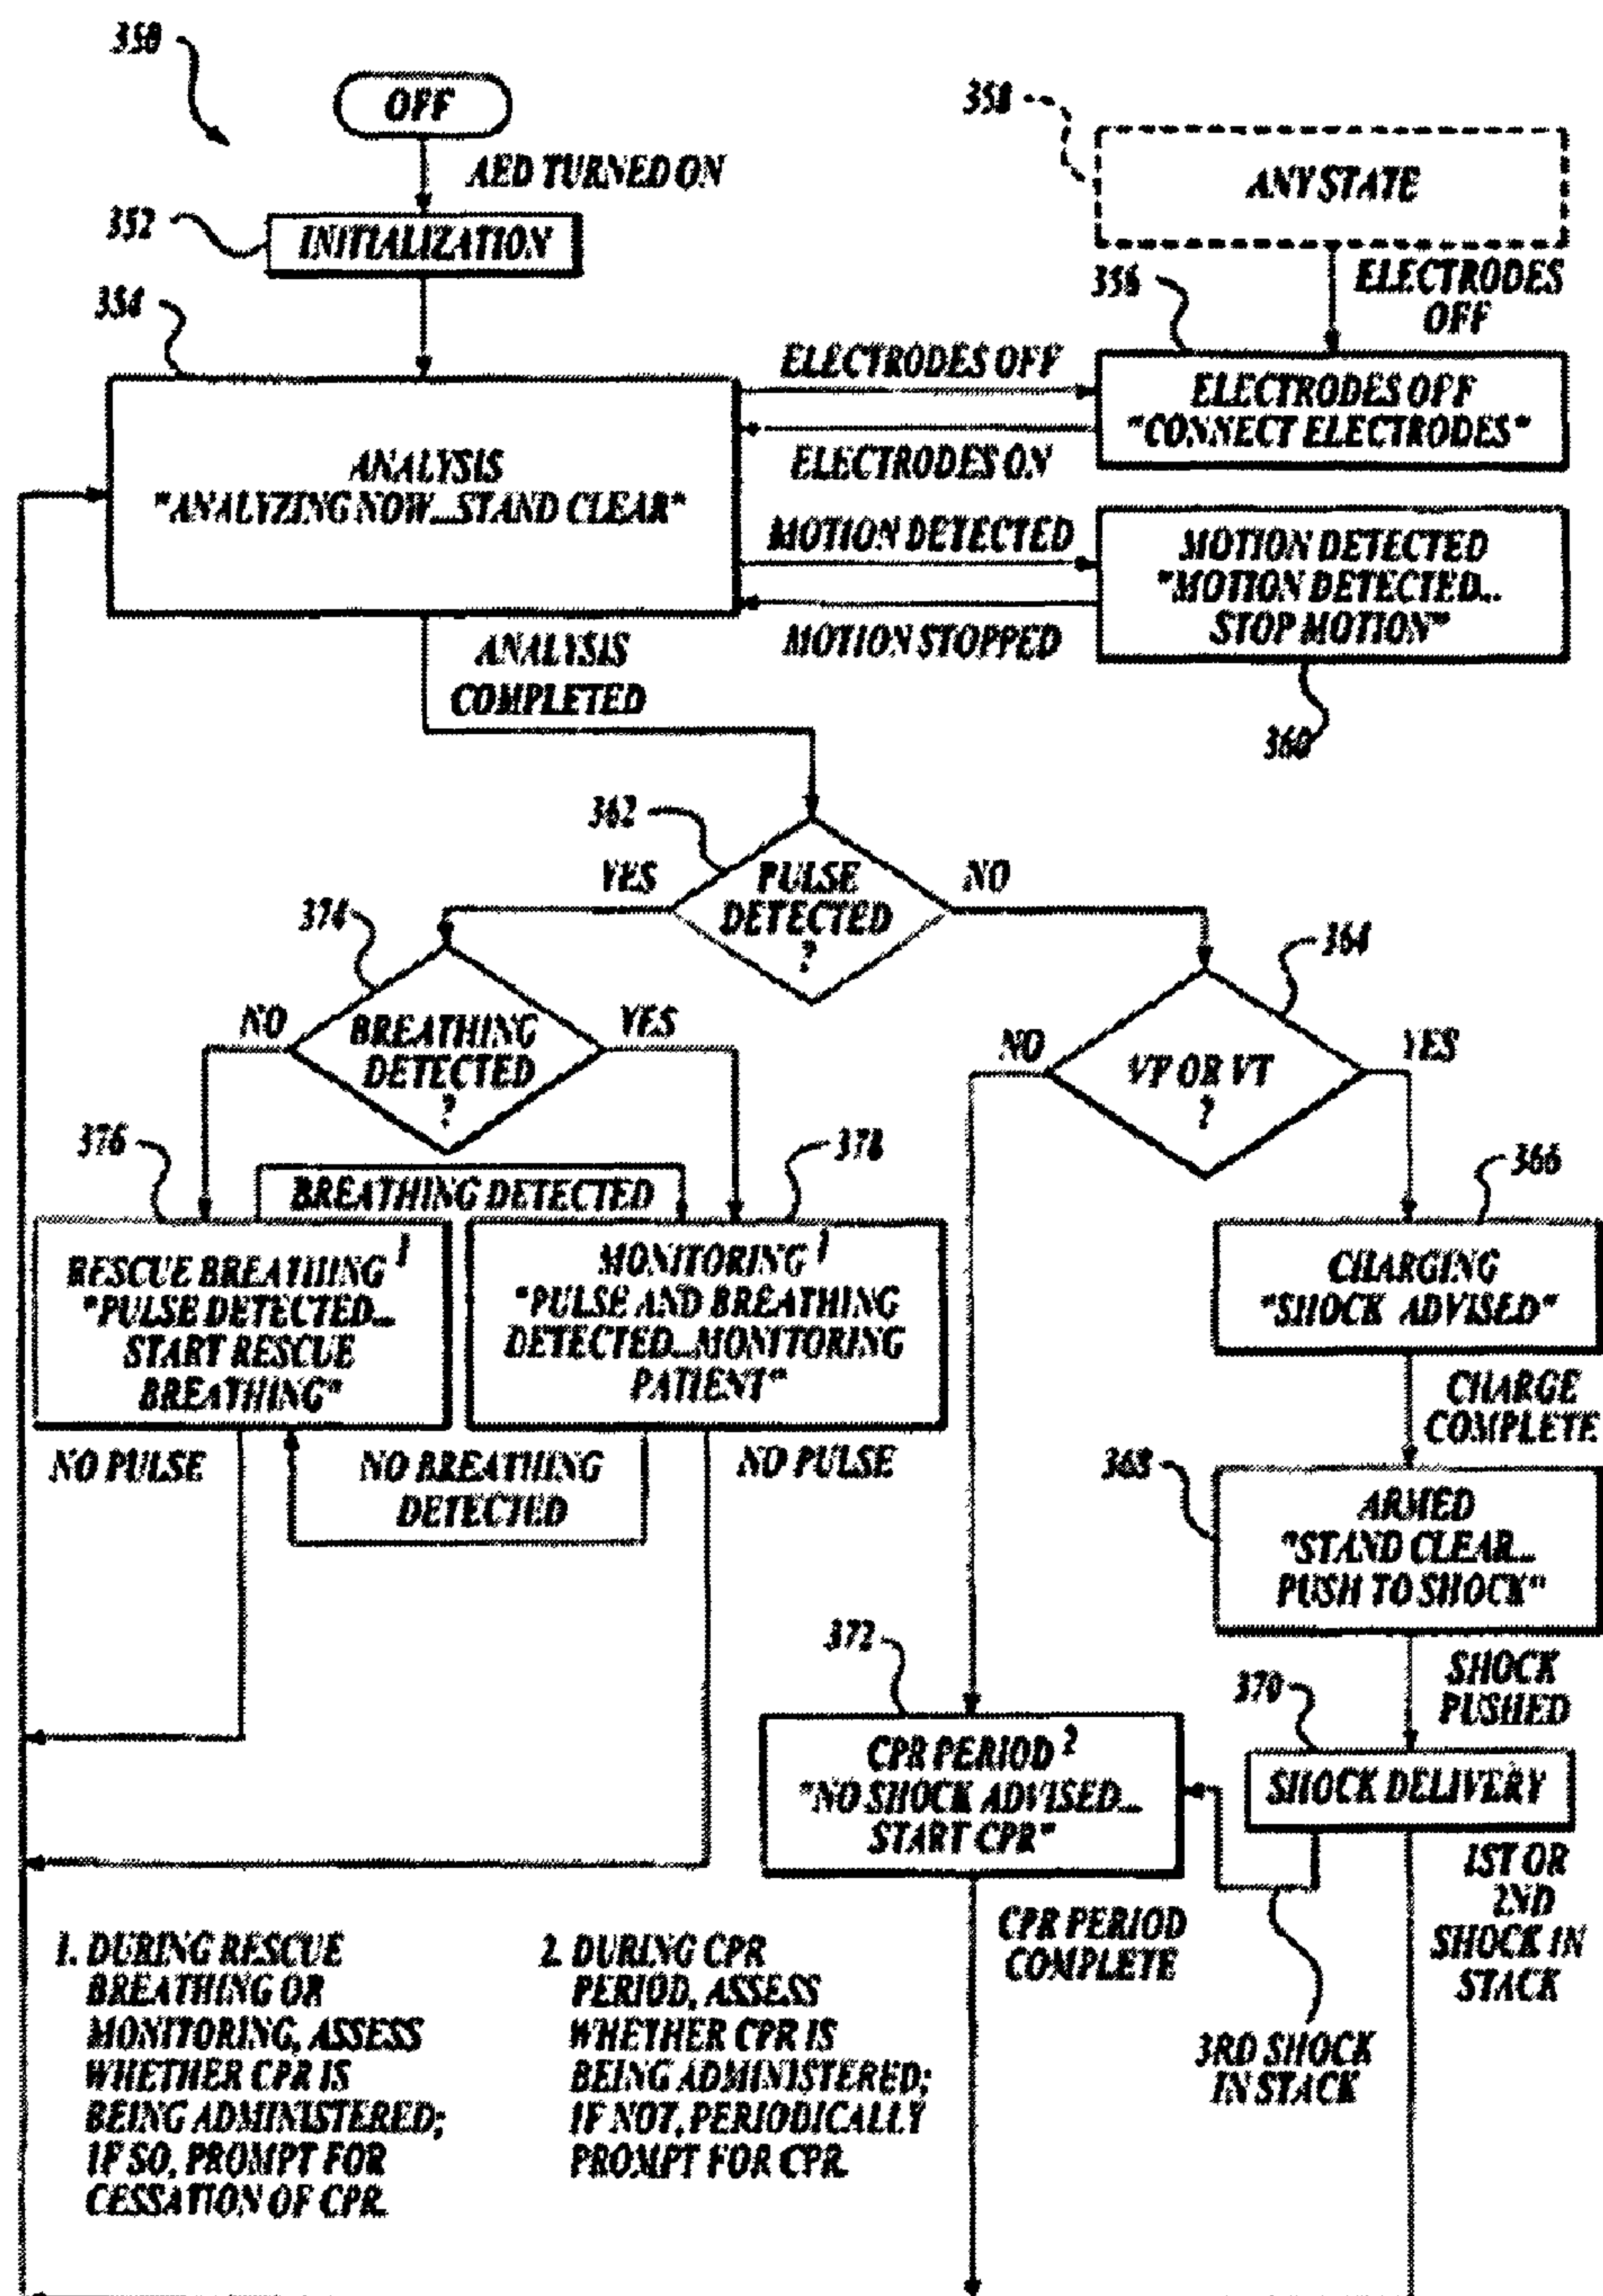 350
OFF
AED TURNED ON
352
INITIALIZATION
354
ANALYSIS
"ANALYZING NOW...STAND CLEAR"
358
ANY STATE
ELECTRODES
OFF
356
ELECTRODES OFF
"CONNECT ELECTRODES"
ELECTRODES OFF
ELECTRODES ON
MOTION DETECTED
MOTION STOPPED
MOTION DETECTED
"MOTION DETECTED...
STOP MOTION"
360
ANALYSIS
COMPLETED
362
PULSE
DETECTED
?
YES
NO
374
BREATHING
DETECTED
?
NO
YES
364
VF OR VT
?
NO
YES
376
BREATHING DETECTED
378
RESCUE BREATHING 1
"PULSE DETECTED...
START RESCUE
BREATHING"
MONITORING 1
"PULSE AND BREATHING
DETECTED...MONITORING
PATIENT"
NO PULSE
NO BREATHING
DETECTED
NO PULSE
366
CHARGING
"SHOCK ADVISED"
CHARGE
COMPLETE
368
ARMED
"STAND CLEAR...
PUSH TO SHOCK"
SHOCK
PUSHED
370
SHOCK DELIVERY
372
CPR PERIOD 2
"NO SHOCK ADVISED...
START CPR"
CPR PERIOD
COMPLETE
1ST OR
2ND
SHOCK IN
STACK
3RD SHOCK
IN STACK
1. DURING RESCUE
BREATHING OR
MONITORING, ASSESS
WHETHER CPR IS
BEING ADMINISTERED;
IF SO, PROMPT FOR
CESSATION OF CPR.
2. DURING CPR
PERIOD, ASSESS
WHETHER CPR IS
BEING ADMINISTERED;
IF NOT, PERIODICALLY
PROMPT FOR CPR.